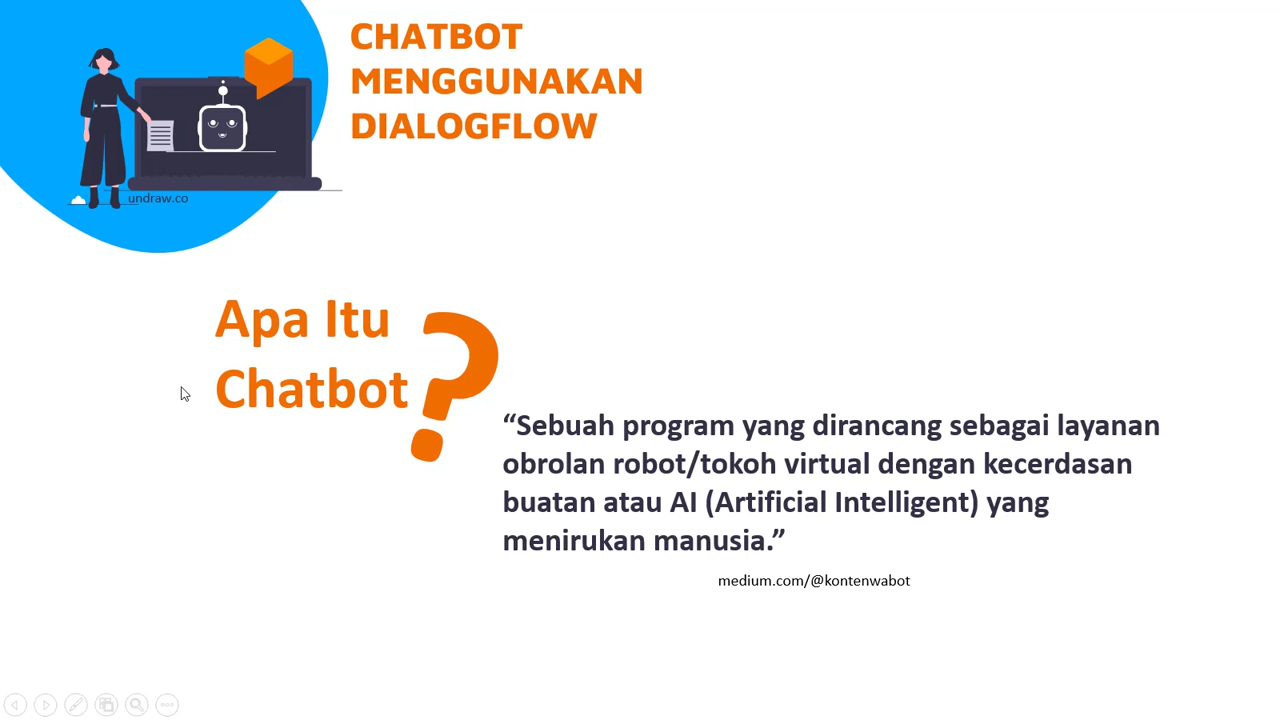 CHATBOT
MENGGUNAKAN
DIALOGFLOW
undraw.co
Apa Itu
Chatbot
?
“Sebuah program yang dirancang sebagai layanan
obrolan robot/tokoh virtual dengan kecerdasan
buatan atau AI (Artificial Intelligent) yang
menirukan manusia.”
medium.com/@kontenwabot